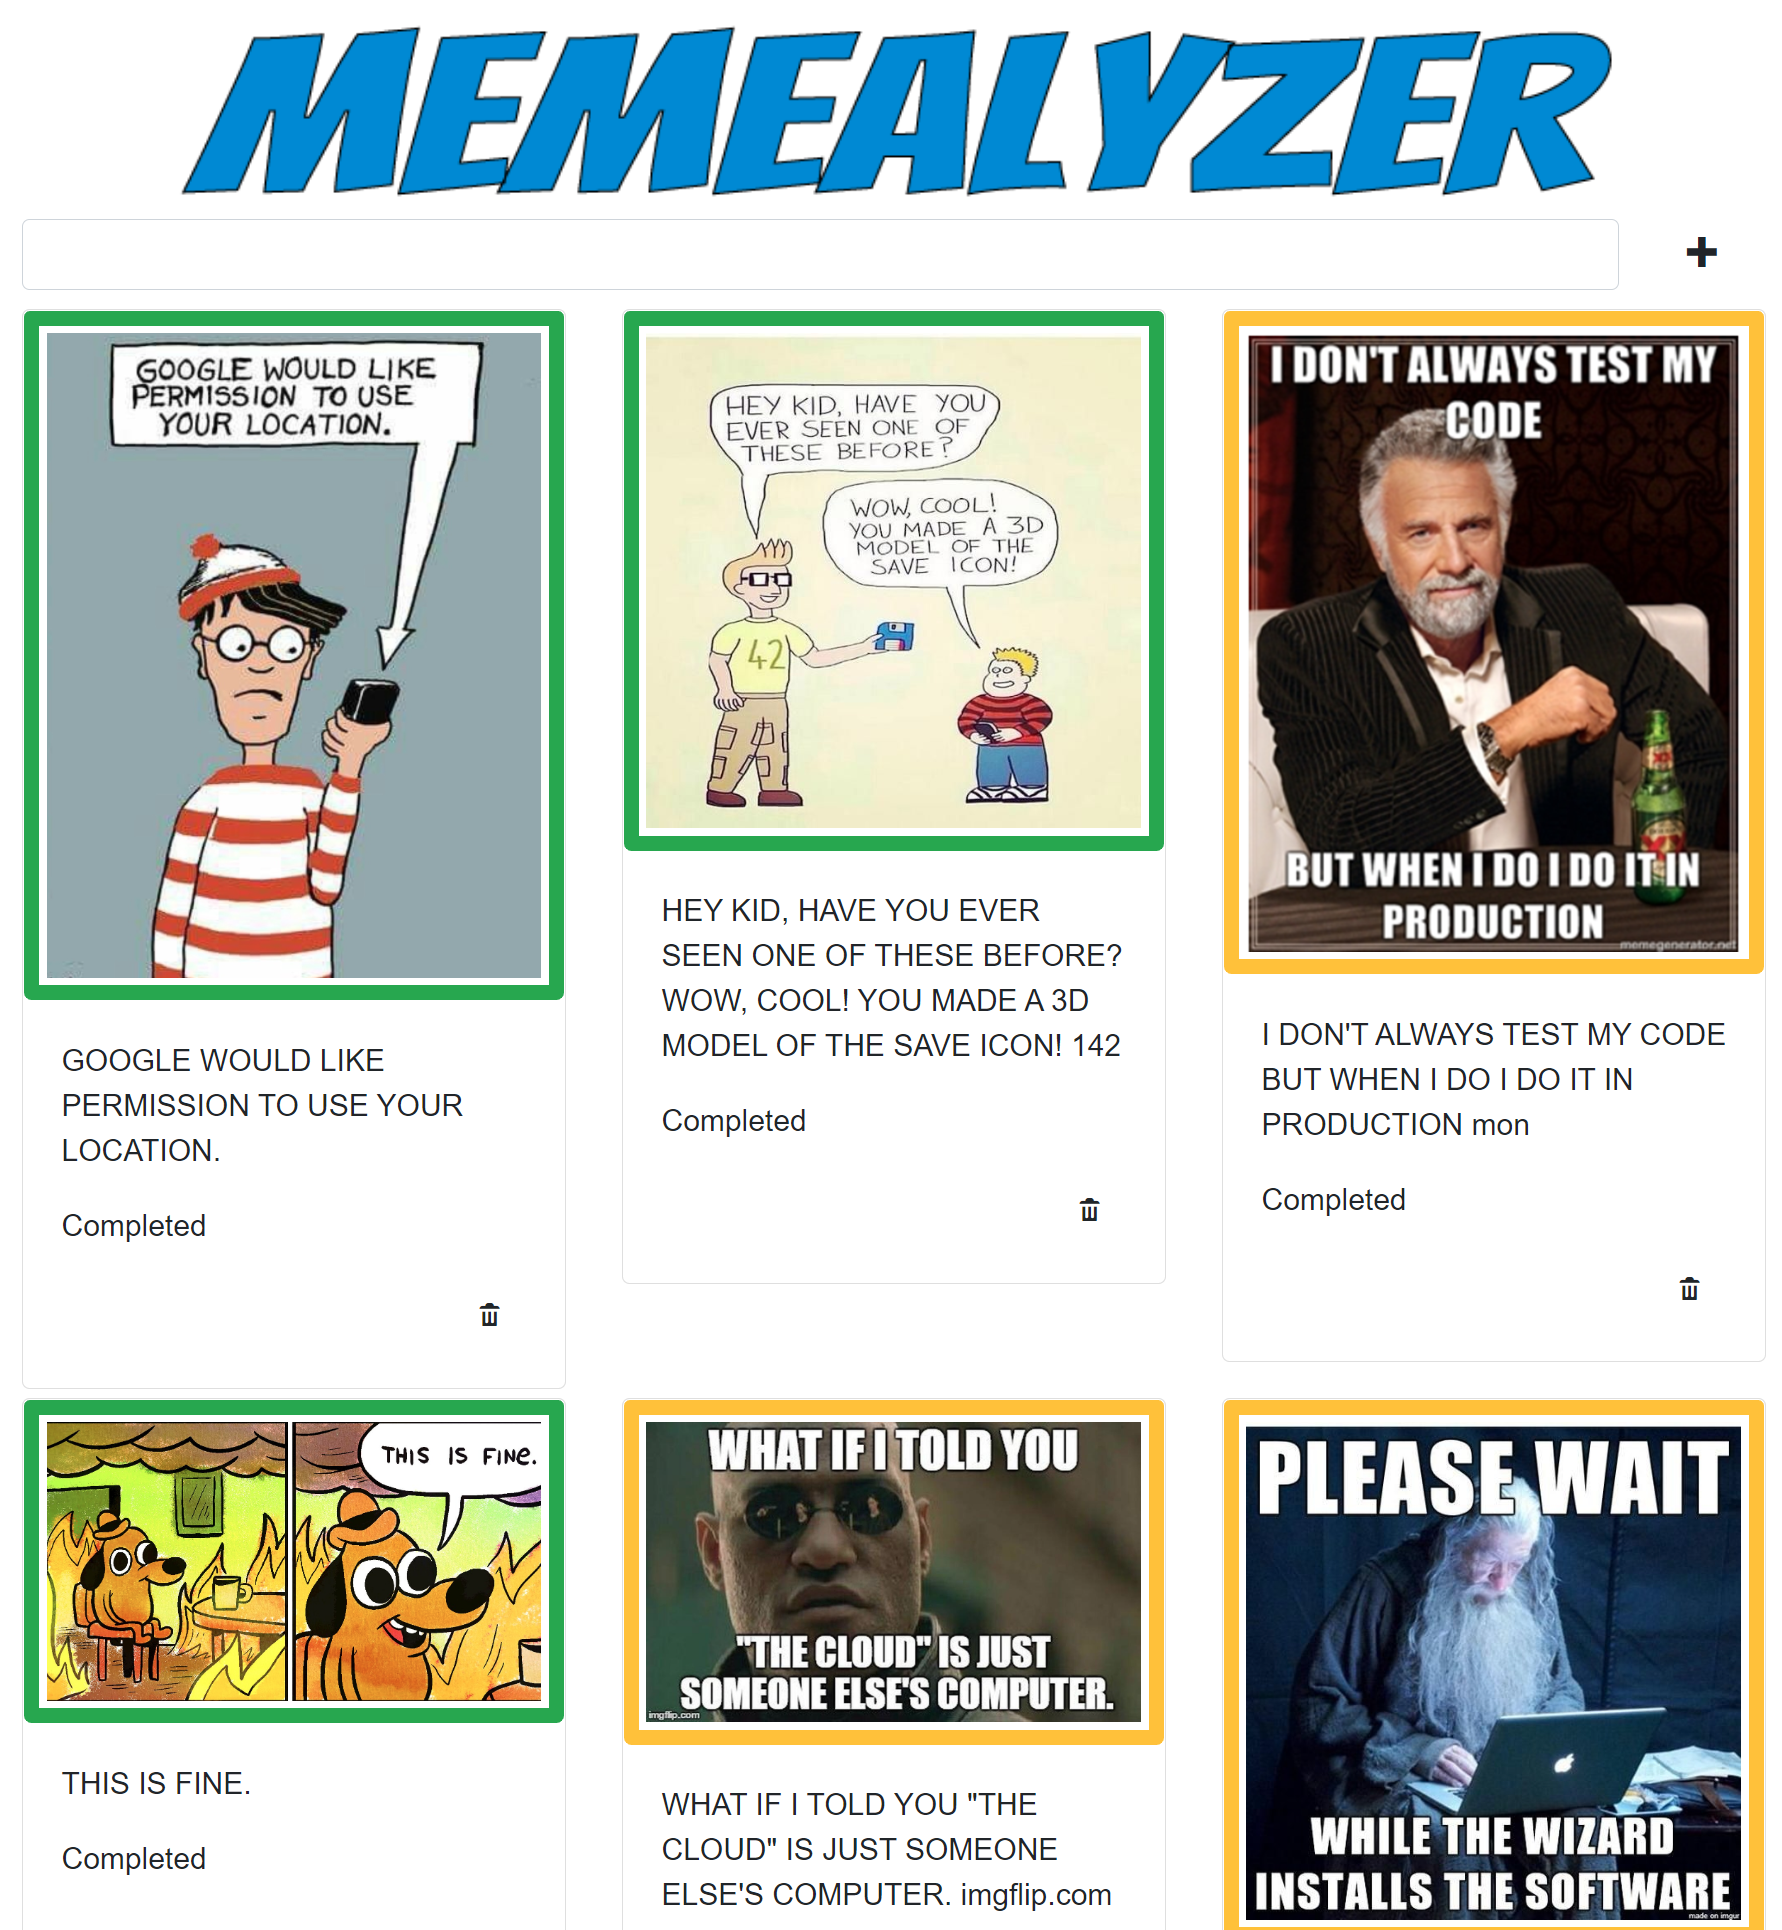 MEMEALYZER
GOOGLE WOULD LIKE
PERMISSION TO USE
YOUR LOCATION.
GOOGLE WOULD LIKE
PERMISSION TO USE YOUR
LOCATION.
Completed
HEY KID, HAVE YOU
EVER SEEN ONE OF
THESE BEFORE?
WOW, COOL!
YOU MADE A 3D
MODEL OF THE
SAVE ICON!
42
HEY KID, HAVE YOU EVER
SEEN ONE OF THESE BEFORE?
WOW, COOL! YOU MADE A 3D
MODEL OF THE SAVE ICON! 142
Completed
I DON'T ALWAYS TEST MY
CODE
BUT WHEN I DO I DO IT IN
PRODUCTION
memegenerator.net
I DON'T ALWAYS TEST MY CODE
BUT WHEN I DO I DO IT IN
PRODUCTION mon
Completed
THIS IS FINE.
THIS IS FINE.
Completed
WHAT IF I TOLD YOU
"THE CLOUD" IS JUST
SOMEONE ELSE'S COMPUTER.
imgflip.com
WHAT IF I TOLD YOU "THE
CLOUD" IS JUST SOMEONE
ELSE'S COMPUTER. imgflip.com
PLEASE WAIT
WHILE THE WIZARD
INSTALLS THE SOFTWARE
made on imgur